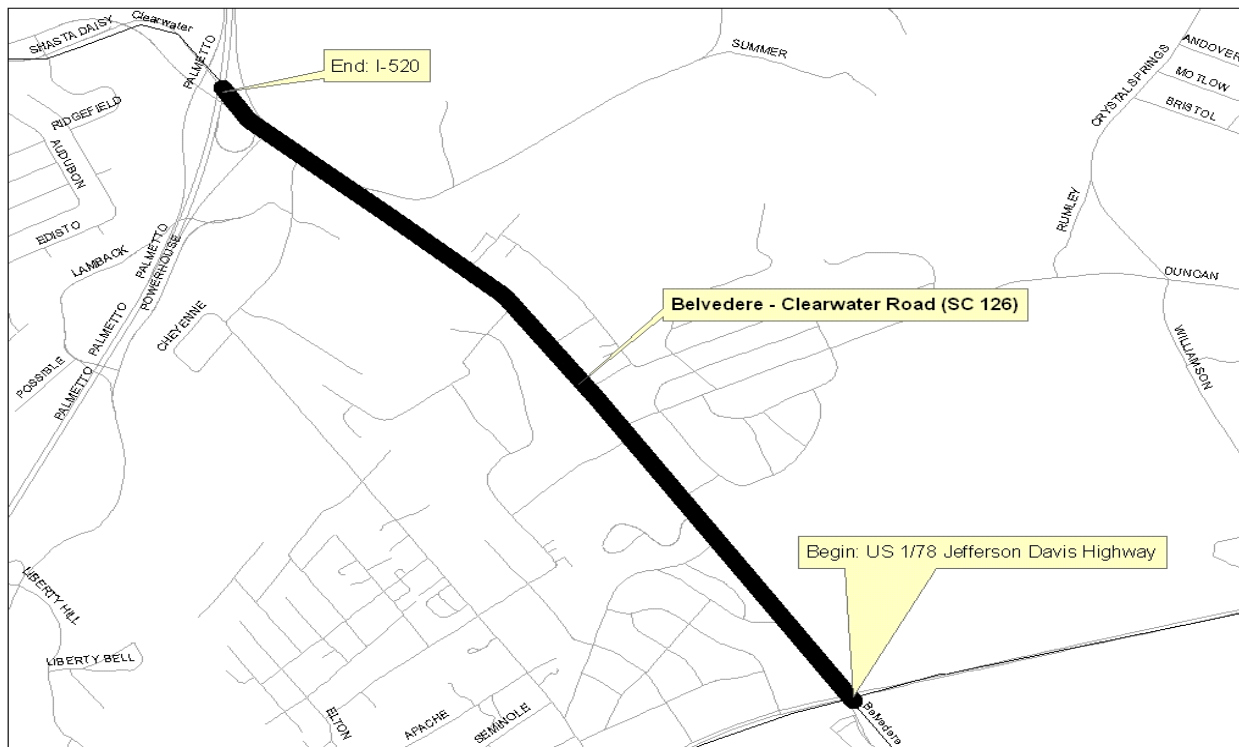 SHASTA DAISY
Clearwater
PALMETTO
End: I-520
SUMMER
ANDOVER
CRYSTAL SPRINGS
MOTLOW
BRISTOL
RIDGEFIELD
AUDUBON
EDISTO
LAMBACK
PALMETTO
POWERHOUSE
RUMLEY
DUNCAN
CHEYENNE
PALMETTO
Belvedere - Clearwater Road (SC 126)
WILLIAMSON
POSSIBLE
PALMETTO
Begin: US 1/78 Jefferson Davis Highway
LIBERTY HILL
LIBERTY BELL
ELTON
APACHE
SEMINOLE
Belvedere